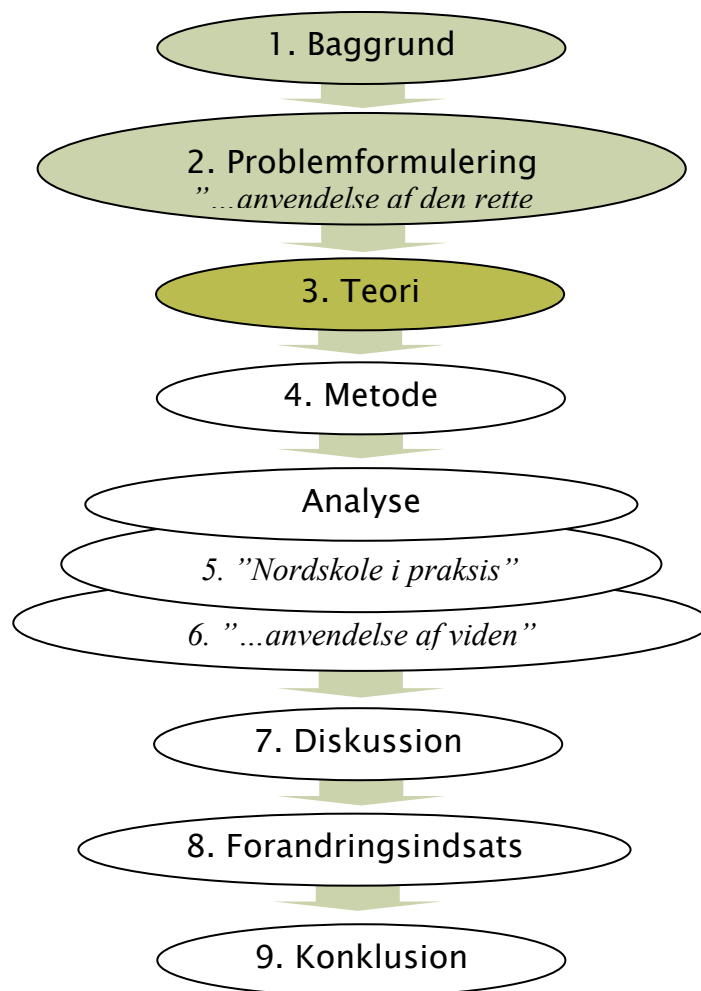 1. Baggrund
2. Problemformulering
”…anvendelse af den rette
3. Teori
4. Metode
Analyse
5. ”Nordskole i praksis”
6. ”…anvendelse af viden”
7. Diskussion
8. Forandringsindsats
9. Konklusion